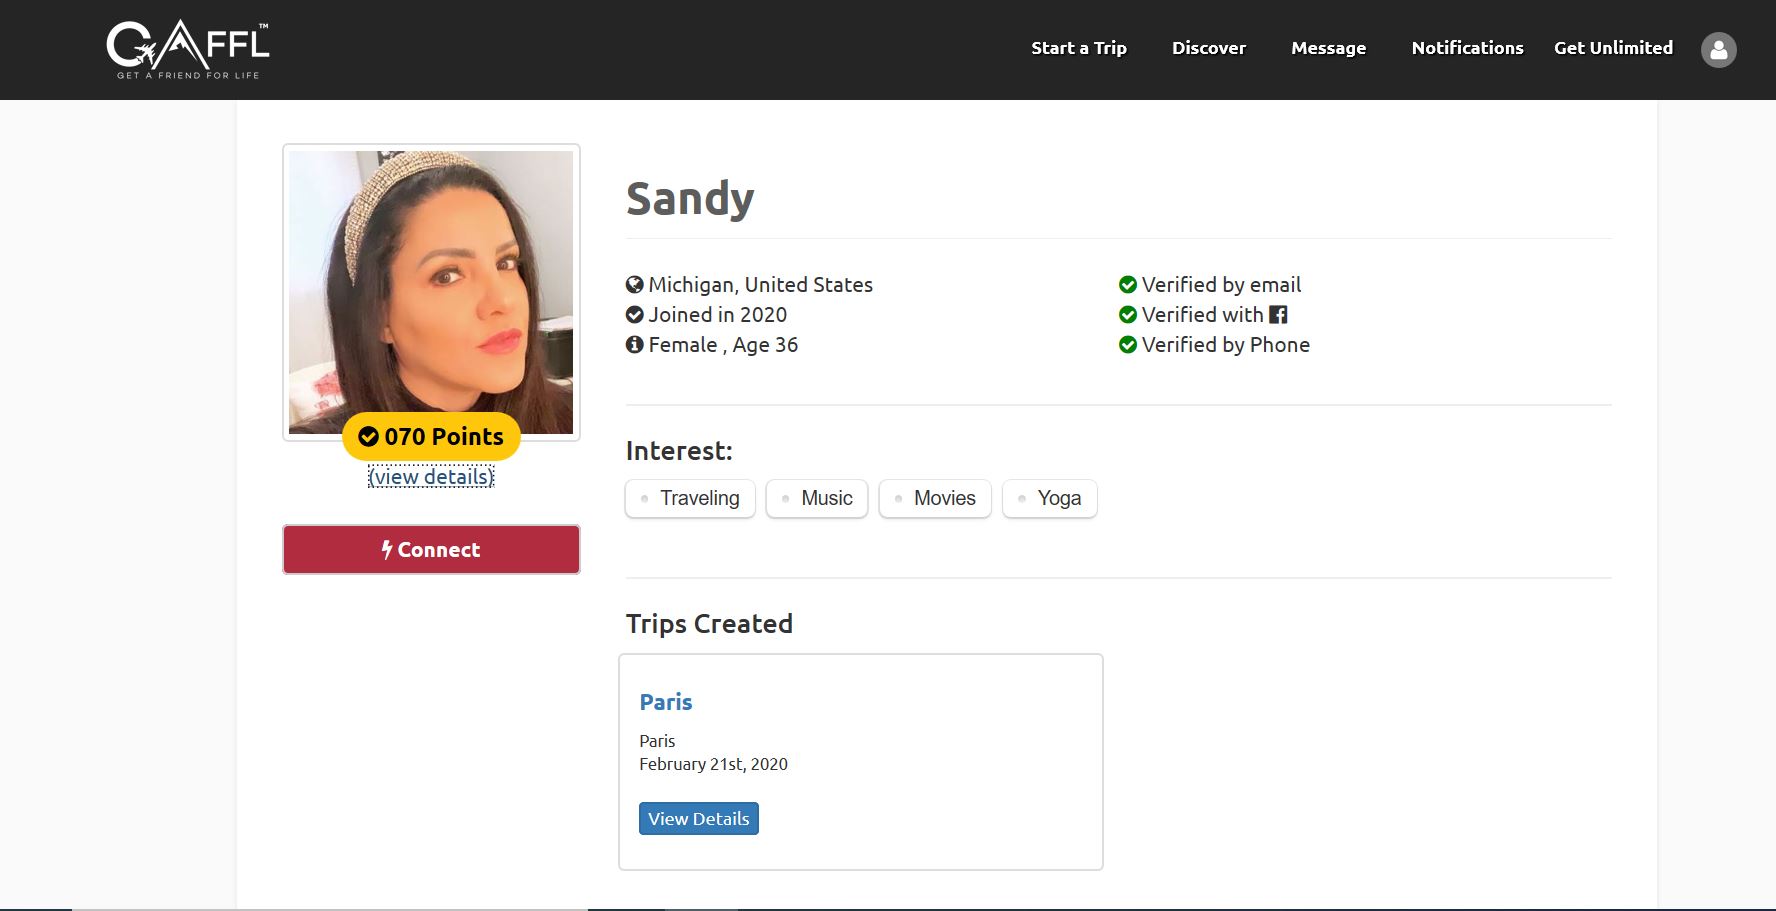 GAFFL™
GET A FRIEND FOR LIFE
Start a Trip
Discover
Message
Notifications
Get Unlimited
070 Points
(view details)
Connect
Sandy
Michigan, United States
Joined in 2020
Female , Age 36
Verified by email
Verified with
Verified by Phone
Interest:
Traveling
Music
Movies
Yoga
Trips Created
Paris
Paris
February 21st, 2020
View Details